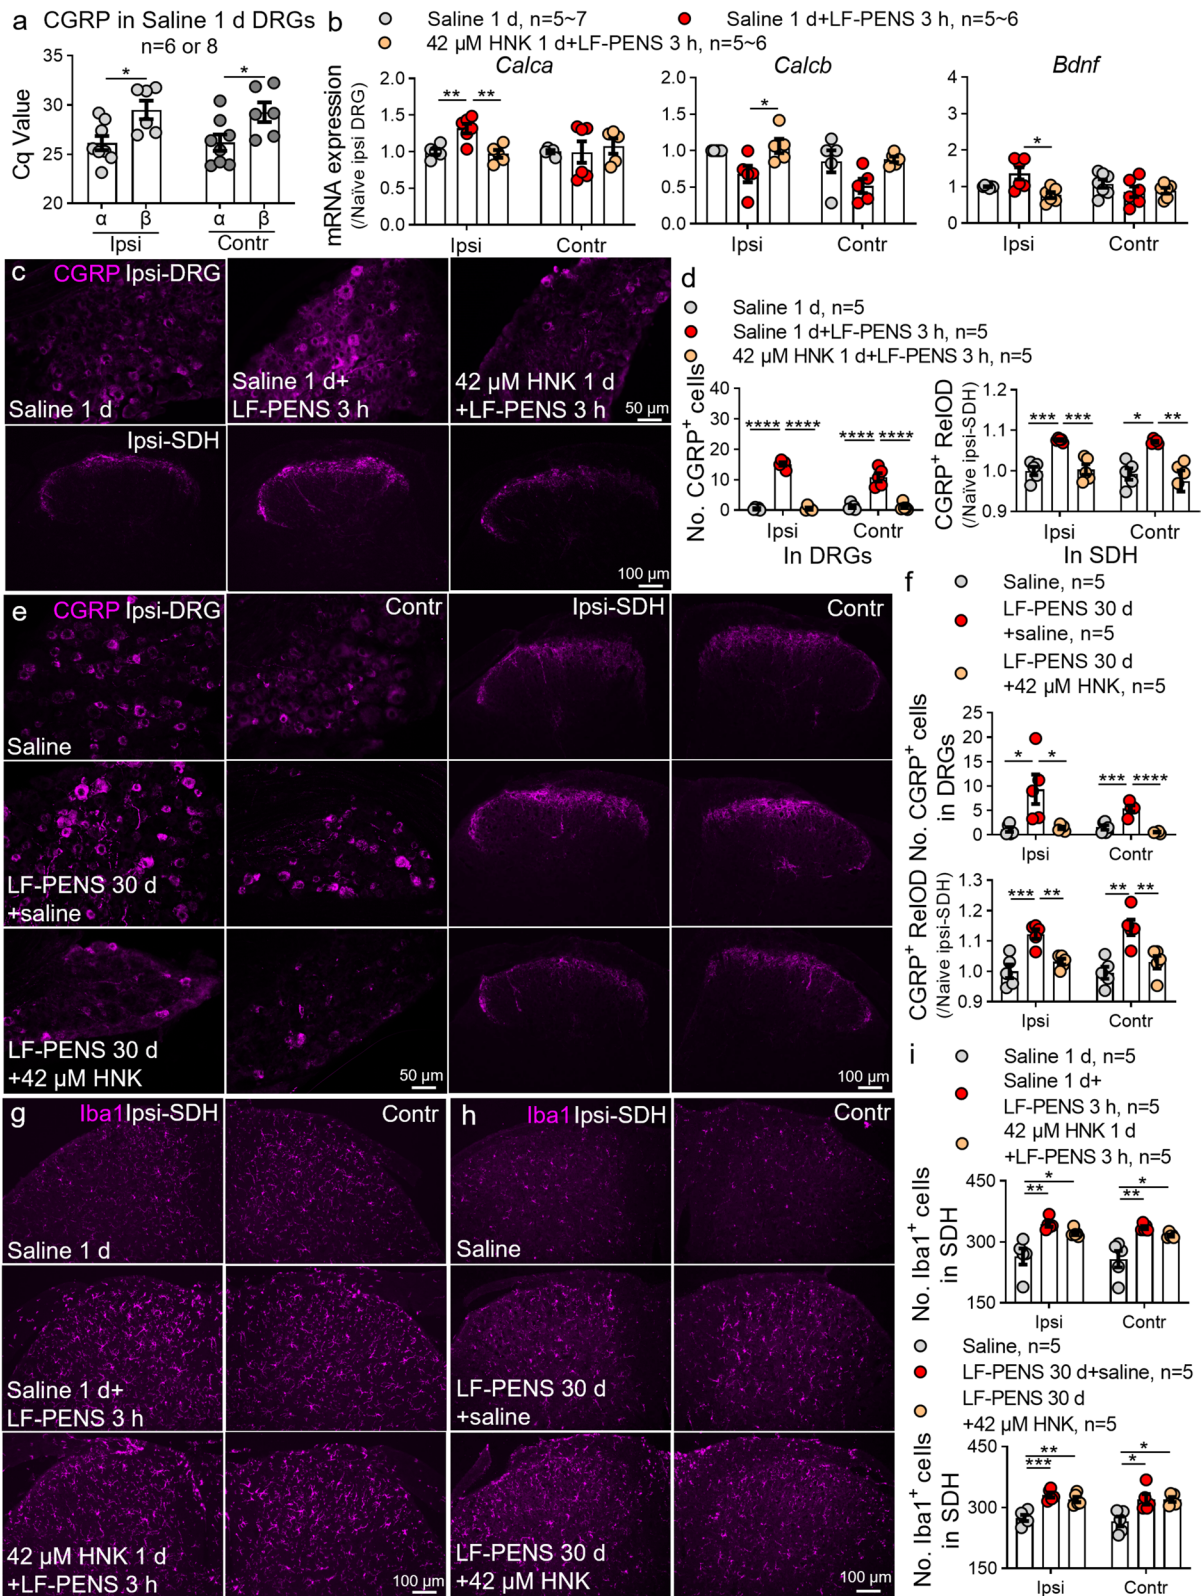 a CGRP in Saline 1 d DRGs
n=6 or 8
Cq Value
35
30
25
20
*
*
α β α β
Ipsi Contr
b Saline 1 d, n=5~7
Saline 1 d+LF-PENS 3 h, n=5~6
42 µM HNK 1 d+LF-PENS 3 h, n=5~6
mRNA expression
(/Naïve ipsi DRG)
Calca
2.0
1.5
1.0
0.5
0.0
** **
Ipsi Contr
Calcb
2.0
1.5
1.0
0.5
0.0
*
Ipsi Contr
Bdnf
4
3
2
1
0
*
Ipsi Contr
c CGRP Ipsi-DRG
Saline 1 d
Saline 1 d+
LF-PENS 3 h
42 µM HNK 1 d
+LF-PENS 3 h
50 µm
Ipsi-SDH
100 µm
d
Saline 1 d, n=5
Saline 1 d+LF-PENS 3 h, n=5
42 µM HNK 1 d+LF-PENS 3 h, n=5
No. CGRP+ cells
40
30
20
10
0
**** ****
**** ****
Ipsi Contr
In DRGs
CGRP+ RelOD
(/Naïve ipsi-SDH)
1.2
1.1
1.0
0.9
*** ***
* **
Ipsi Contr
In SDH
e CGRP Ipsi-DRG
Contr
Ipsi-SDH
Contr
Saline
LF-PENS 30 d
+saline
LF-PENS 30 d
+42 µM HNK
50 µm
100 µm
f
Saline, n=5
LF-PENS 30 d
+saline, n=5
LF-PENS 30 d
+42 µM HNK, n=5
No. CGRP+ cells
in DRGs
25
20
15
10
5
0
* *
*** ****
Ipsi Contr
CGRP+ RelOD
(/Naive ipsi-SDH)
1.3
1.2
1.1
1.0
0.9
*** **
** **
Ipsi Contr
g Iba1 Ipsi-SDH
Contr
Saline 1 d
Saline 1 d+
LF-PENS 3 h
42 µM HNK 1 d
+LF-PENS 3 h
100 µm
h Iba1 Ipsi-SDH
Contr
Saline
LF-PENS 30 d
+saline
LF-PENS 30 d
+42 µM HNK
100 µm
i
Saline 1 d, n=5
Saline 1 d+
LF-PENS 3 h, n=5
42 µM HNK 1 d
+LF-PENS 3 h, n=5
No. Iba1+ cells
in SDH
450
300
150
*
**
*
**
Ipsi Contr
Saline, n=5
LF-PENS 30 d+saline, n=5
LF-PENS 30 d
+42 µM HNK, n=5
No. Iba1+ cells
in SDH
450
300
150
**
***
*
*
Ipsi Contr